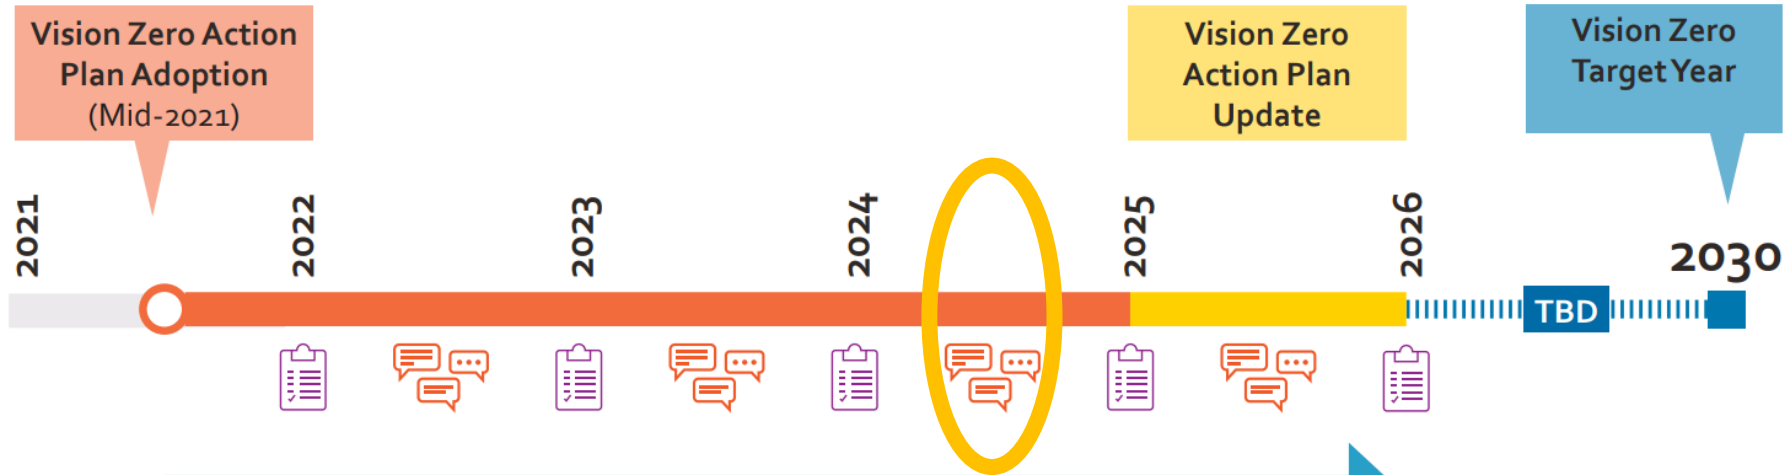 Vision Zero Action
Plan Adoption
(Mid-2021)
Vision Zero
Action Plan
Update
Vision Zero
Target Year
2021
2022
2023
2024
2025
2026
2030
TBD